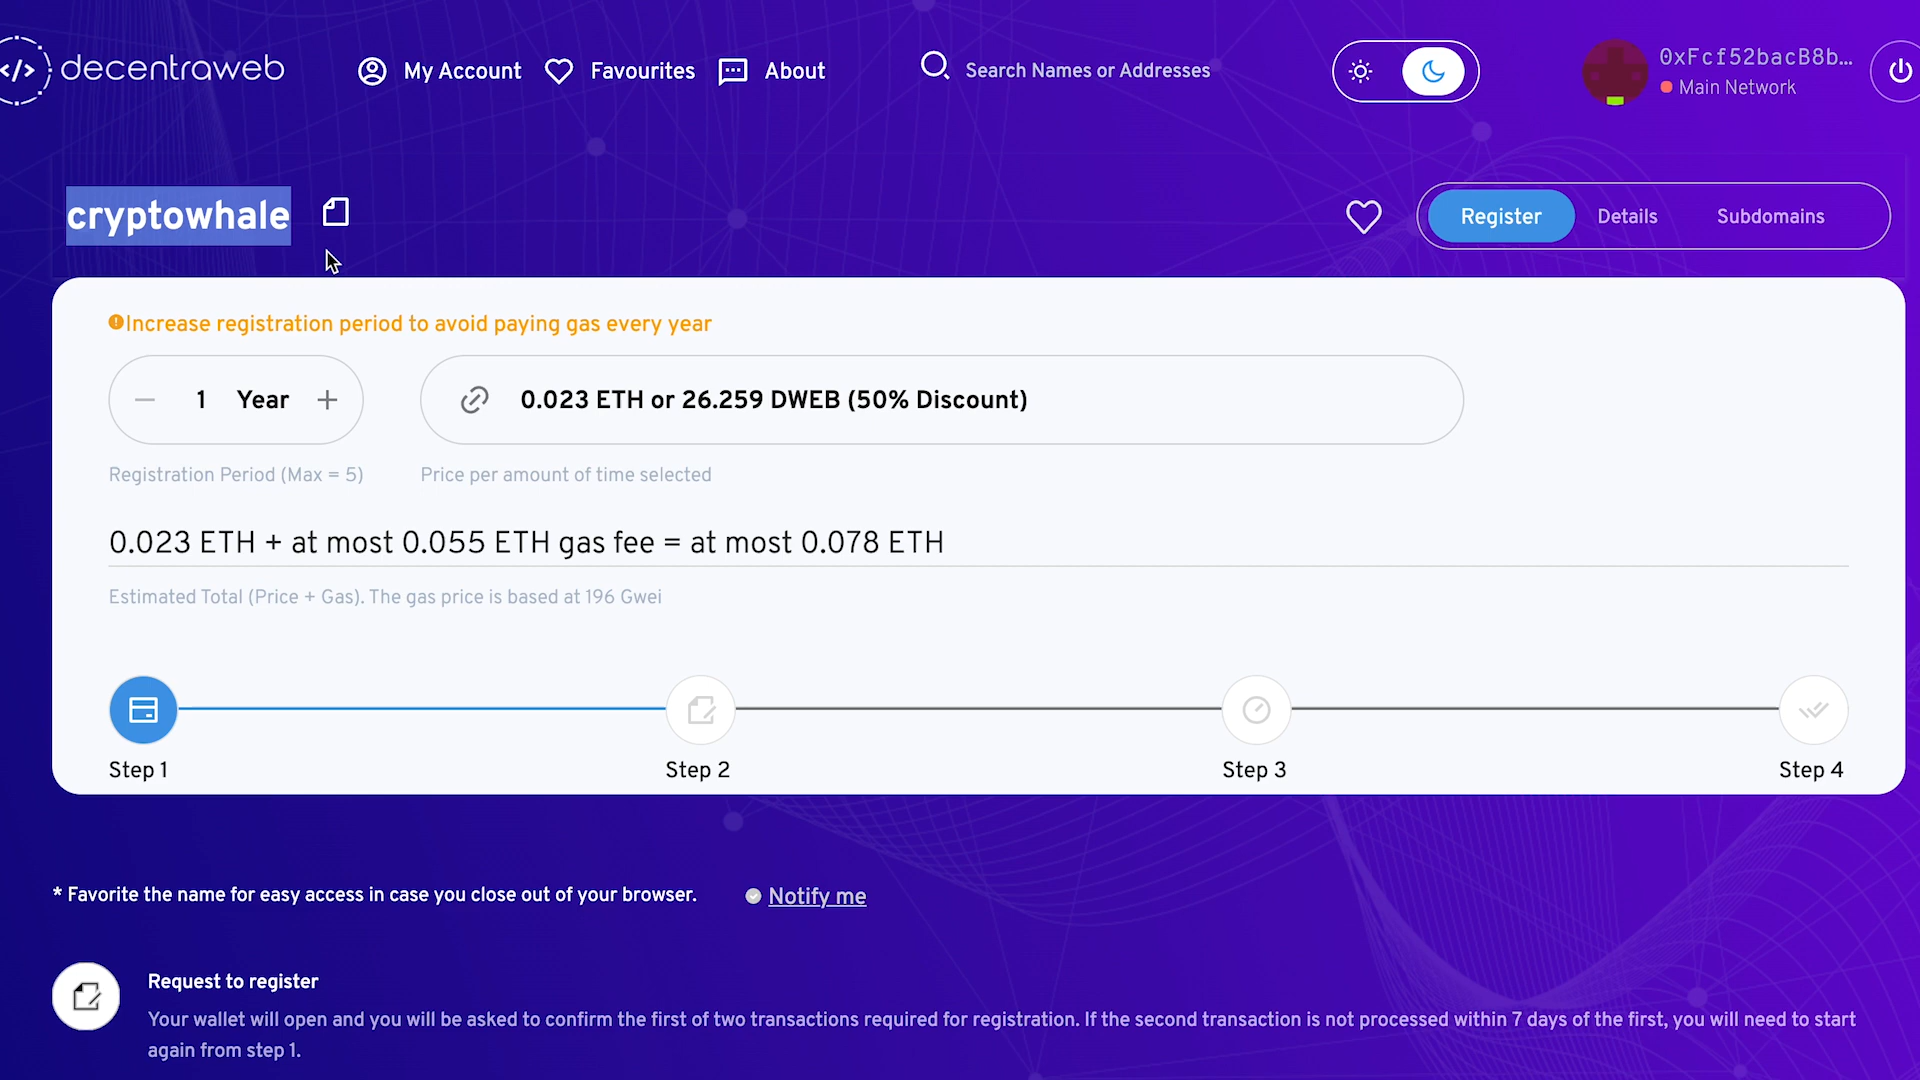 </> decentraweb
My Account
Favourites
About
Search Names or Addresses
0xFcf52bacB8b...
Main Network
cryptowhale
Register
Details
Subdomains
Increase registration period to avoid paying gas every year
1 Year
0.023 ETH or 26.259 DWEB (50% Discount)
Registration Period (Max = 5)
Price per amount of time selected
0.023 ETH + at most 0.055 ETH gas fee = at most 0.078 ETH
Estimated Total (Price + Gas). The gas price is based at 196 Gwei
Step 1
Step 2
Step 3
Step 4
* Favorite the name for easy access in case you close out of your browser.
Notify me
Request to register
Your wallet will open and you will be asked to confirm the first of two transactions required for registration. If the second transaction is not processed within 7 days of the first, you will need to start
again from step 1.